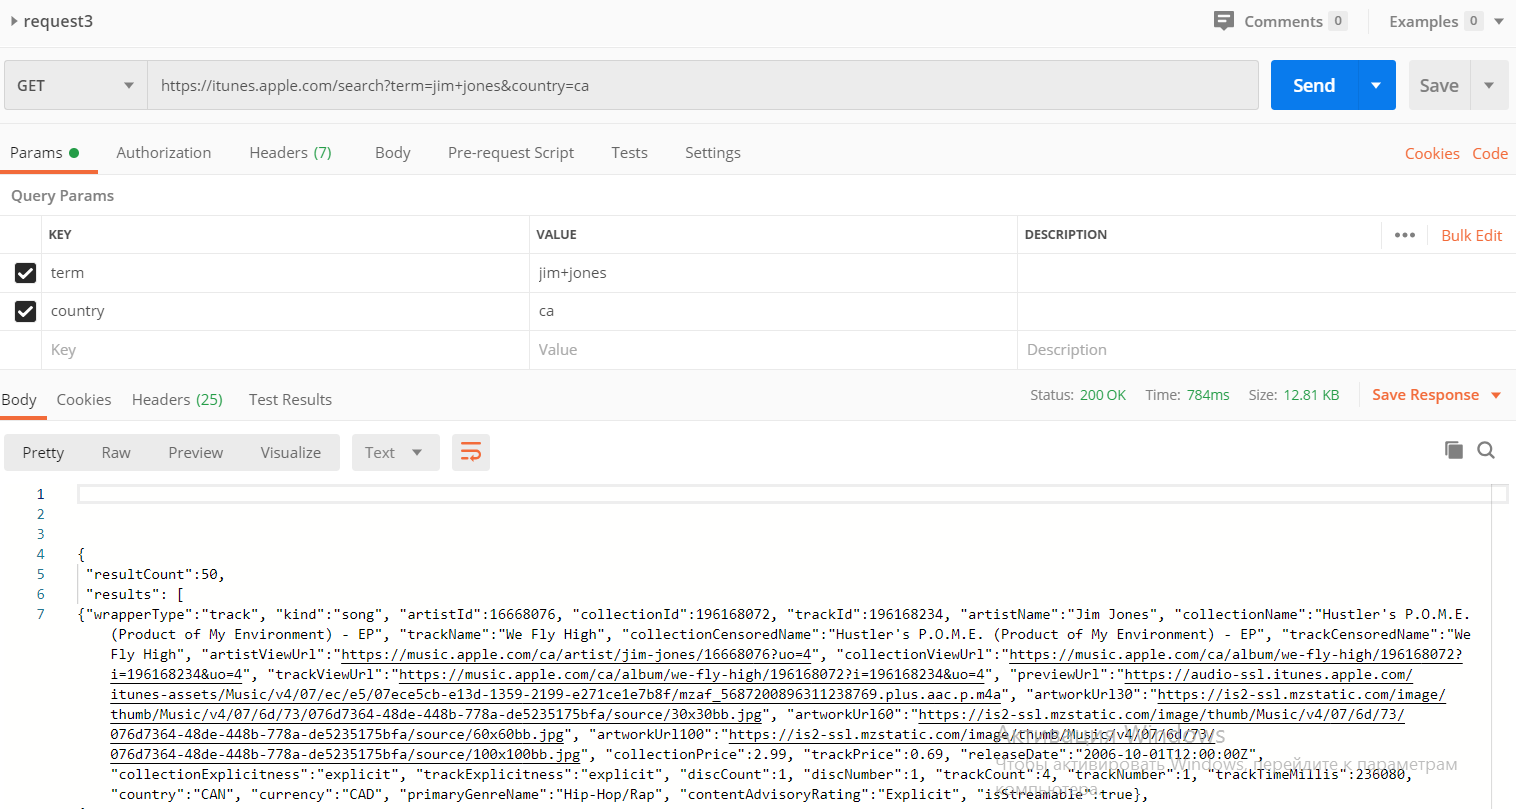 request3
Comments 0
Examples 0
GET
https://itunes.apple.com/search?term=jim+jones&country=ca
Send
Save
Params
Authorization
Headers (7)
Body
Pre-request Script
Tests
Settings
Cookies
Code
Query Params
KEY VALUE DESCRIPTION ••• Bulk Edit
term jim+jones
country ca
Key Value Description
Body
Cookies
Headers (25)
Test Results
Status: 200 OK
Time: 784ms
Size: 12.81 KB
Save Response
Pretty
Raw
Preview
Visualize
Text
1
2
3
4 {
5 "resultCount":50,
6 "results": [
7 {"wrapperType":"track", "kind":"song", "artistId":16668076, "collectionId":196168072, "trackId":196168234, "artistName":"Jim Jones", "collectionName":"Hustler's P.O.M.E.
(Product of My Environment) - EP", "trackName":"We Fly High", "collectionCensoredName":"Hustler's P.O.M.E. (Product of My Environment) - EP", "trackCensoredName":"We
Fly High", "artistViewUrl":"https://music.apple.com/ca/artist/jim-jones/16668076?uo=4", "collectionViewUrl":"https://music.apple.com/ca/album/we-fly-high/196168072?
i=196168234&uo=4", "trackViewUrl":"https://music.apple.com/ca/album/we-fly-high/196168072?i=196168234&uo=4", "previewUrl":"https://audio-ssl.itunes.apple.com/
itunes-assets/Music/v4/07/ec/e5/07ece5cb-e13d-1359-2199-e271ce1e7b8f/mzaf_5687200896311238769.plus.aac.p.m4a", "artworkUrl30":"https://is2-ssl.mzstatic.com/image/
thumb/Music/v4/07/6d/73/076d7364-48de-448b-778a-de5235175bfa/source/30x30bb.jpg", "artworkUrl60":"https://is2-ssl.mzstatic.com/image/thumb/Music/v4/07/6d/73/
076d7364-48de-448b-778a-de5235175bfa/source/60x60bb.jpg", "artworkUrl100":"https://is2-ssl.mzstatic.com/image/thumb/Music/v4/07/6d/73/
076d7364-48de-448b-778a-de5235175bfa/source/100x100bb.jpg", "collectionPrice":2.99, "trackPrice":0.69, "releaseDate":"2006-10-01T12:00:00Z",
"collectionExplicitness":"explicit", "trackExplicitness":"explicit", "discCount":1, "discNumber":1, "trackCount":4, "trackNumber":1, "trackTimeMillis":236080,
"country":"CAN", "currency":"CAD", "primaryGenreName":"Hip-Hop/Rap", "contentAdvisoryRating":"Explicit", "isStreamable":true},
Активация Windows
Чтобы активировать Windows, перейдите к параметрам
компьютера.